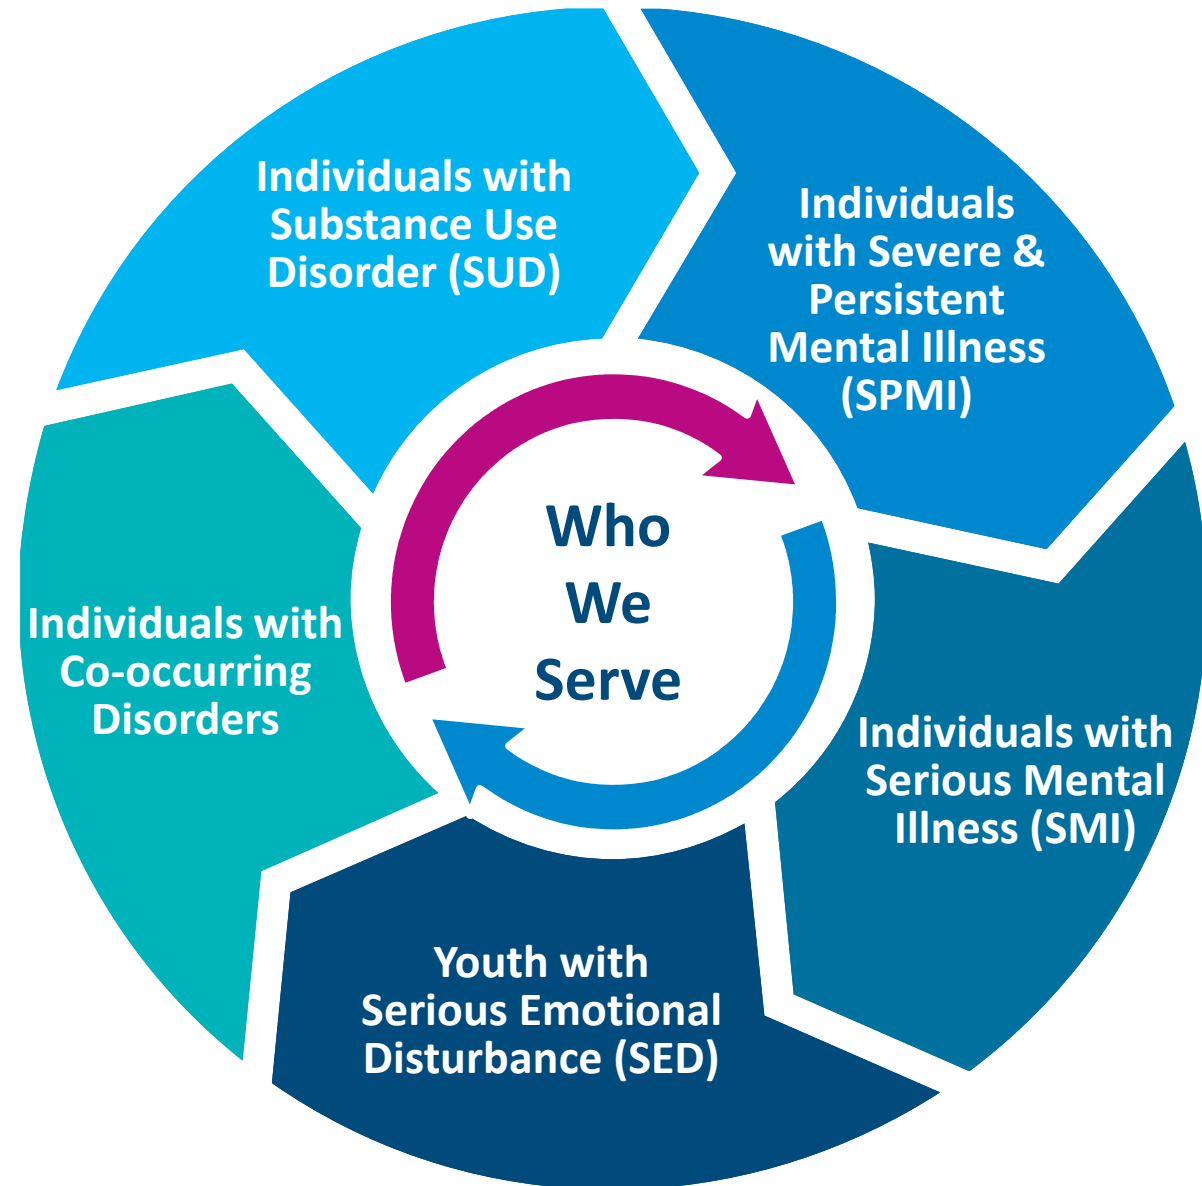 Individuals with
Substance Use
Disorder (SUD)
Individuals
with Severe &
Persistent
Mental Illness
(SPMI)
Individuals with
Serious Mental
Illness (SMI)
Youth with
Serious Emotional
Disturbance (SED)
Individuals with
Co-occurring
Disorders
Who
We
Serve